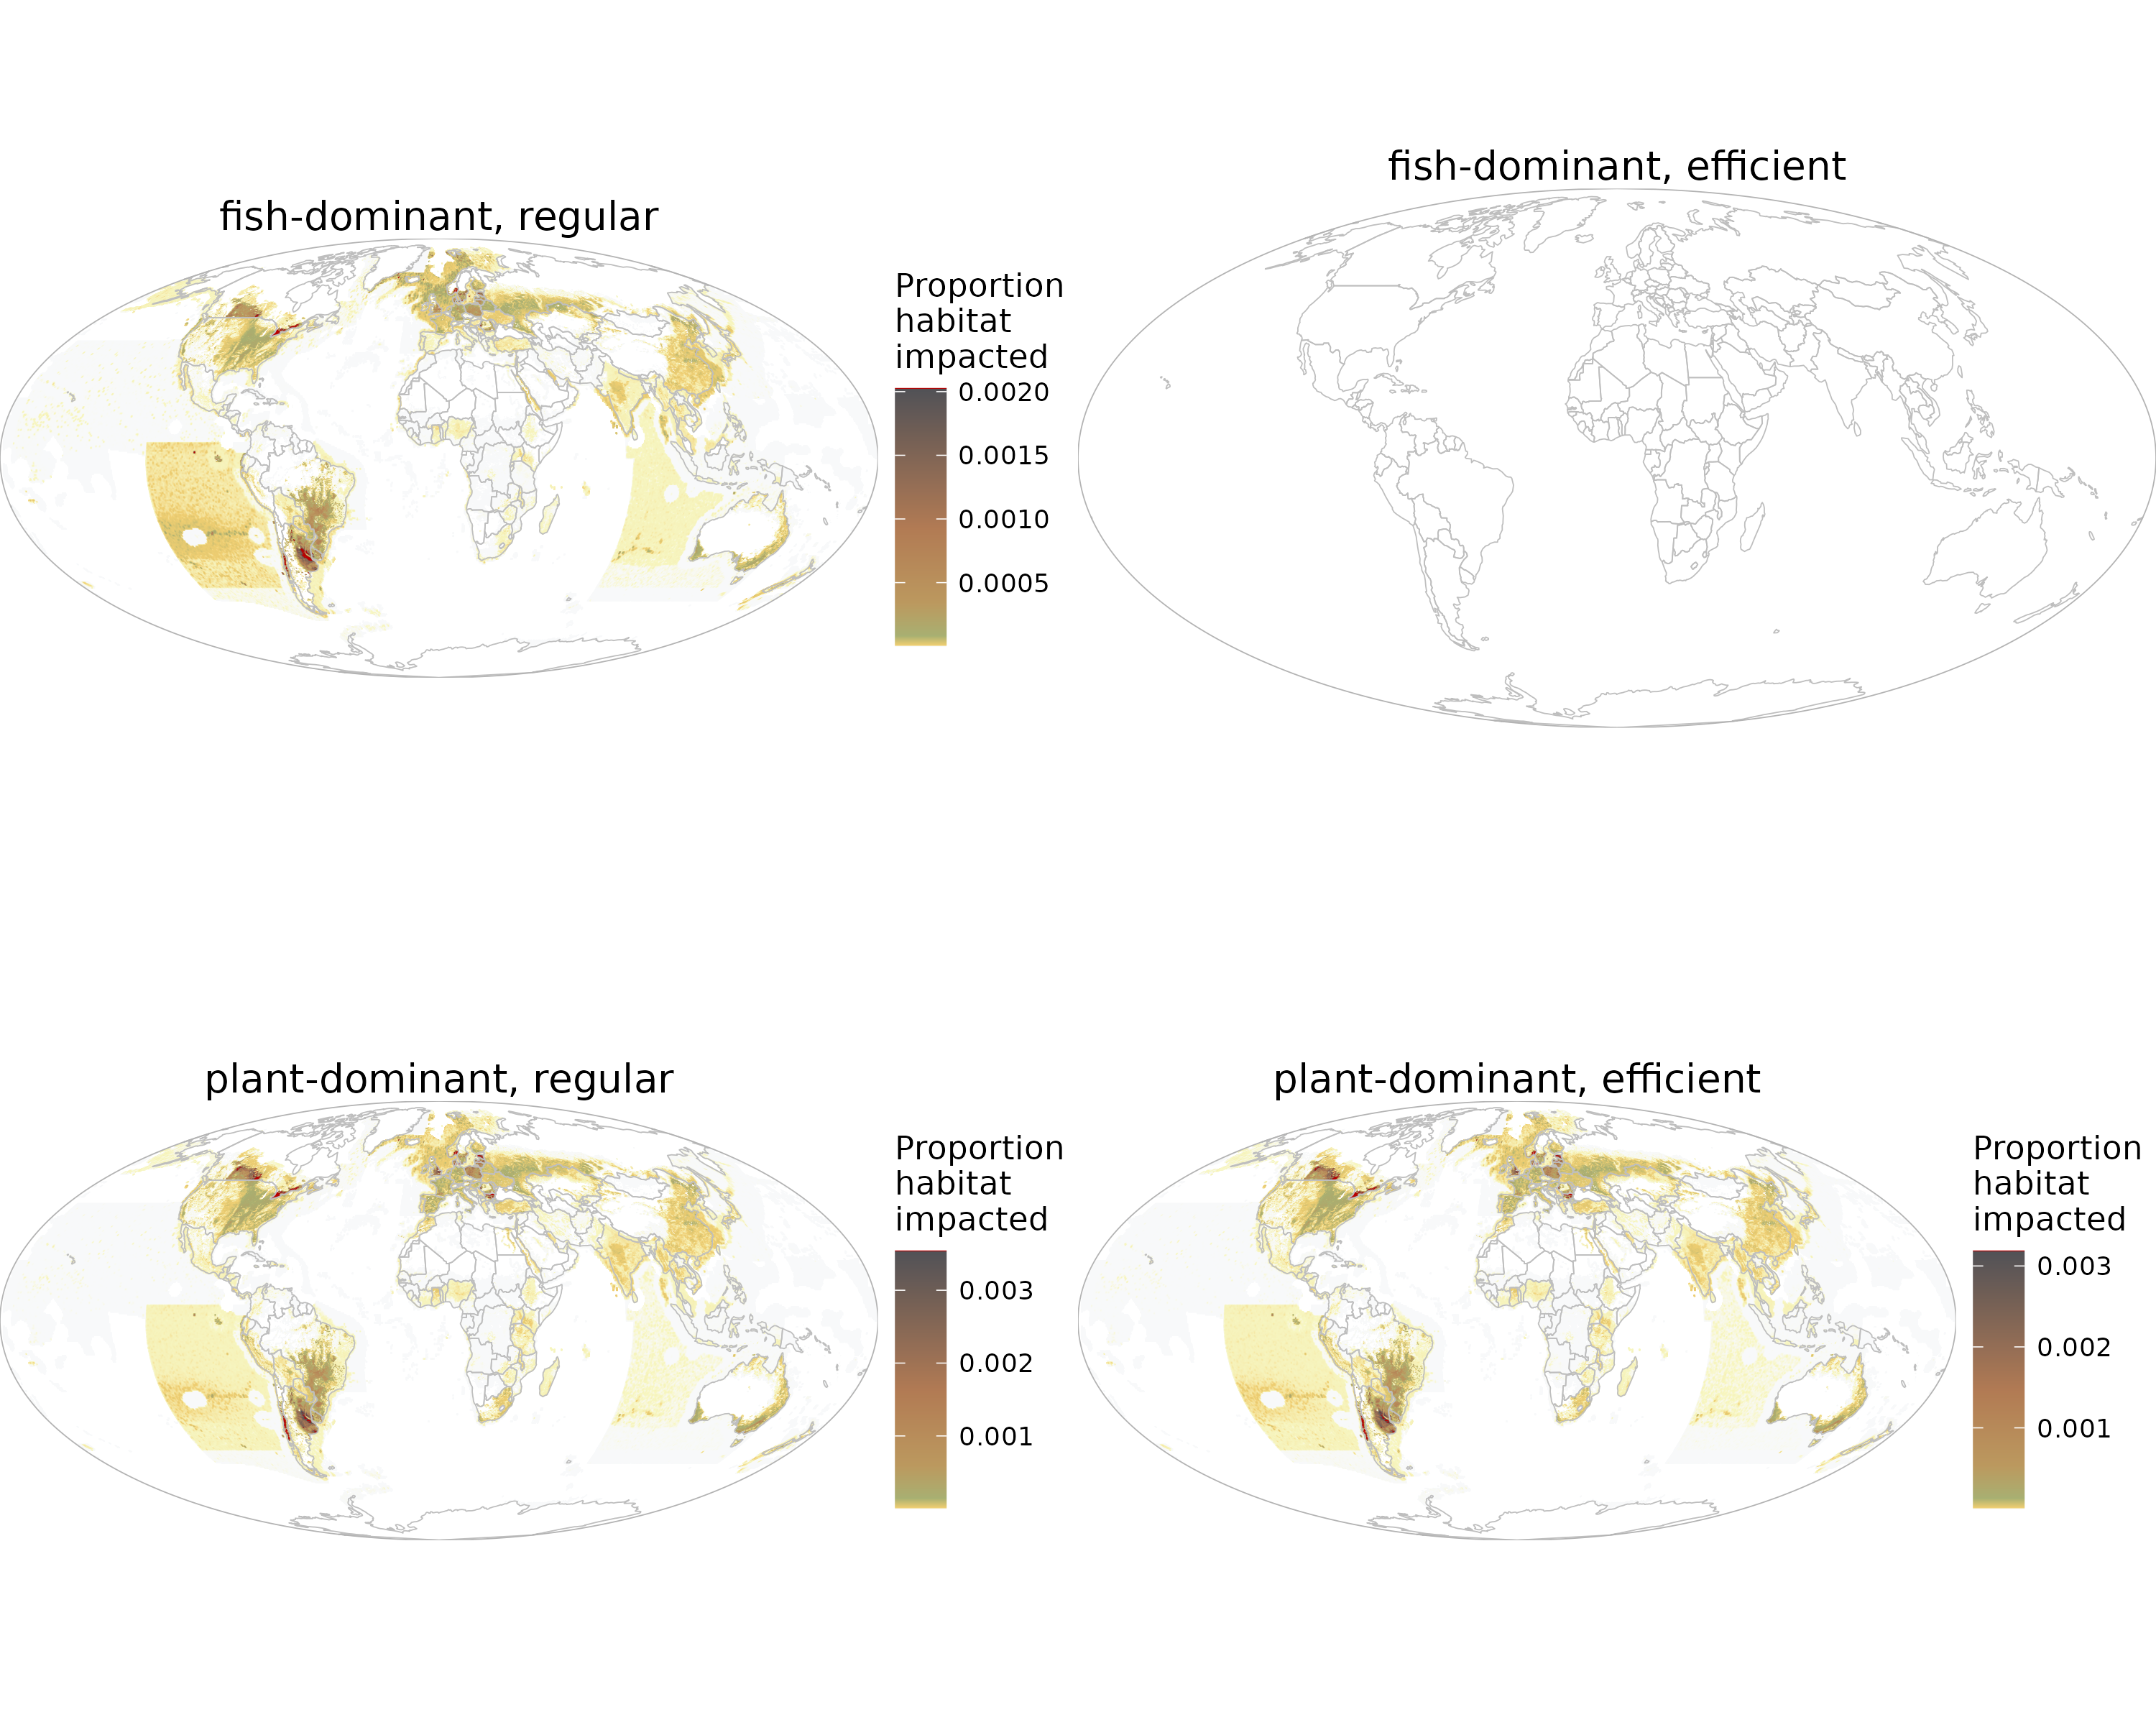 fish-dominant, regular
Proportion
habitat
impacted
0.0020
0.0015
0.0010
0.0005
fish-dominant, efficient
plant-dominant, regular
Proportion
habitat
impacted
0.003
0.002
0.001
plant-dominant, efficient
Proportion
habitat
impacted
0.003
0.002
0.001